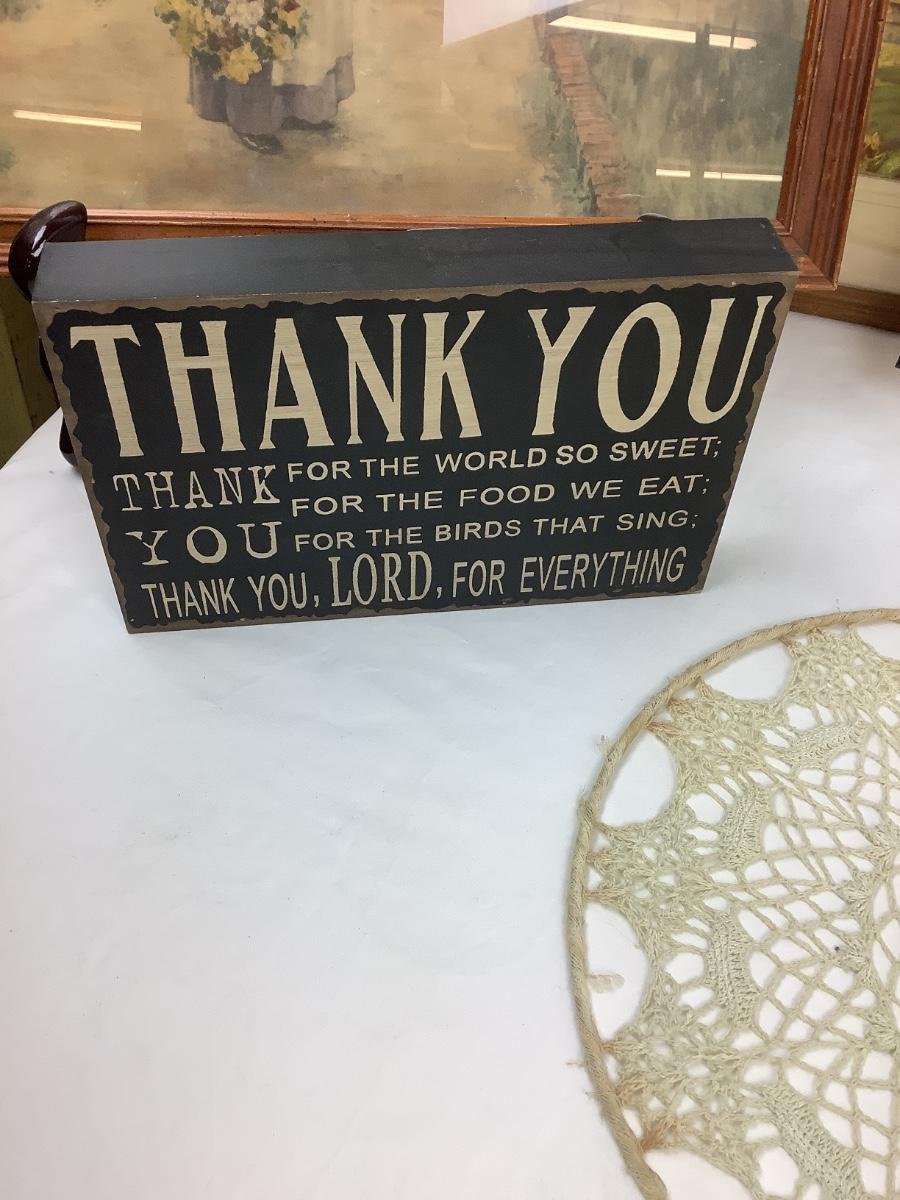 THANK YOU
THANK YOU
FOR THE WORLD SO SWEET;
FOR THE FOOD WE EAT;
FOR THE BIRDS THAT SING;
THANK YOU, LORD, FOR EVERYTHING